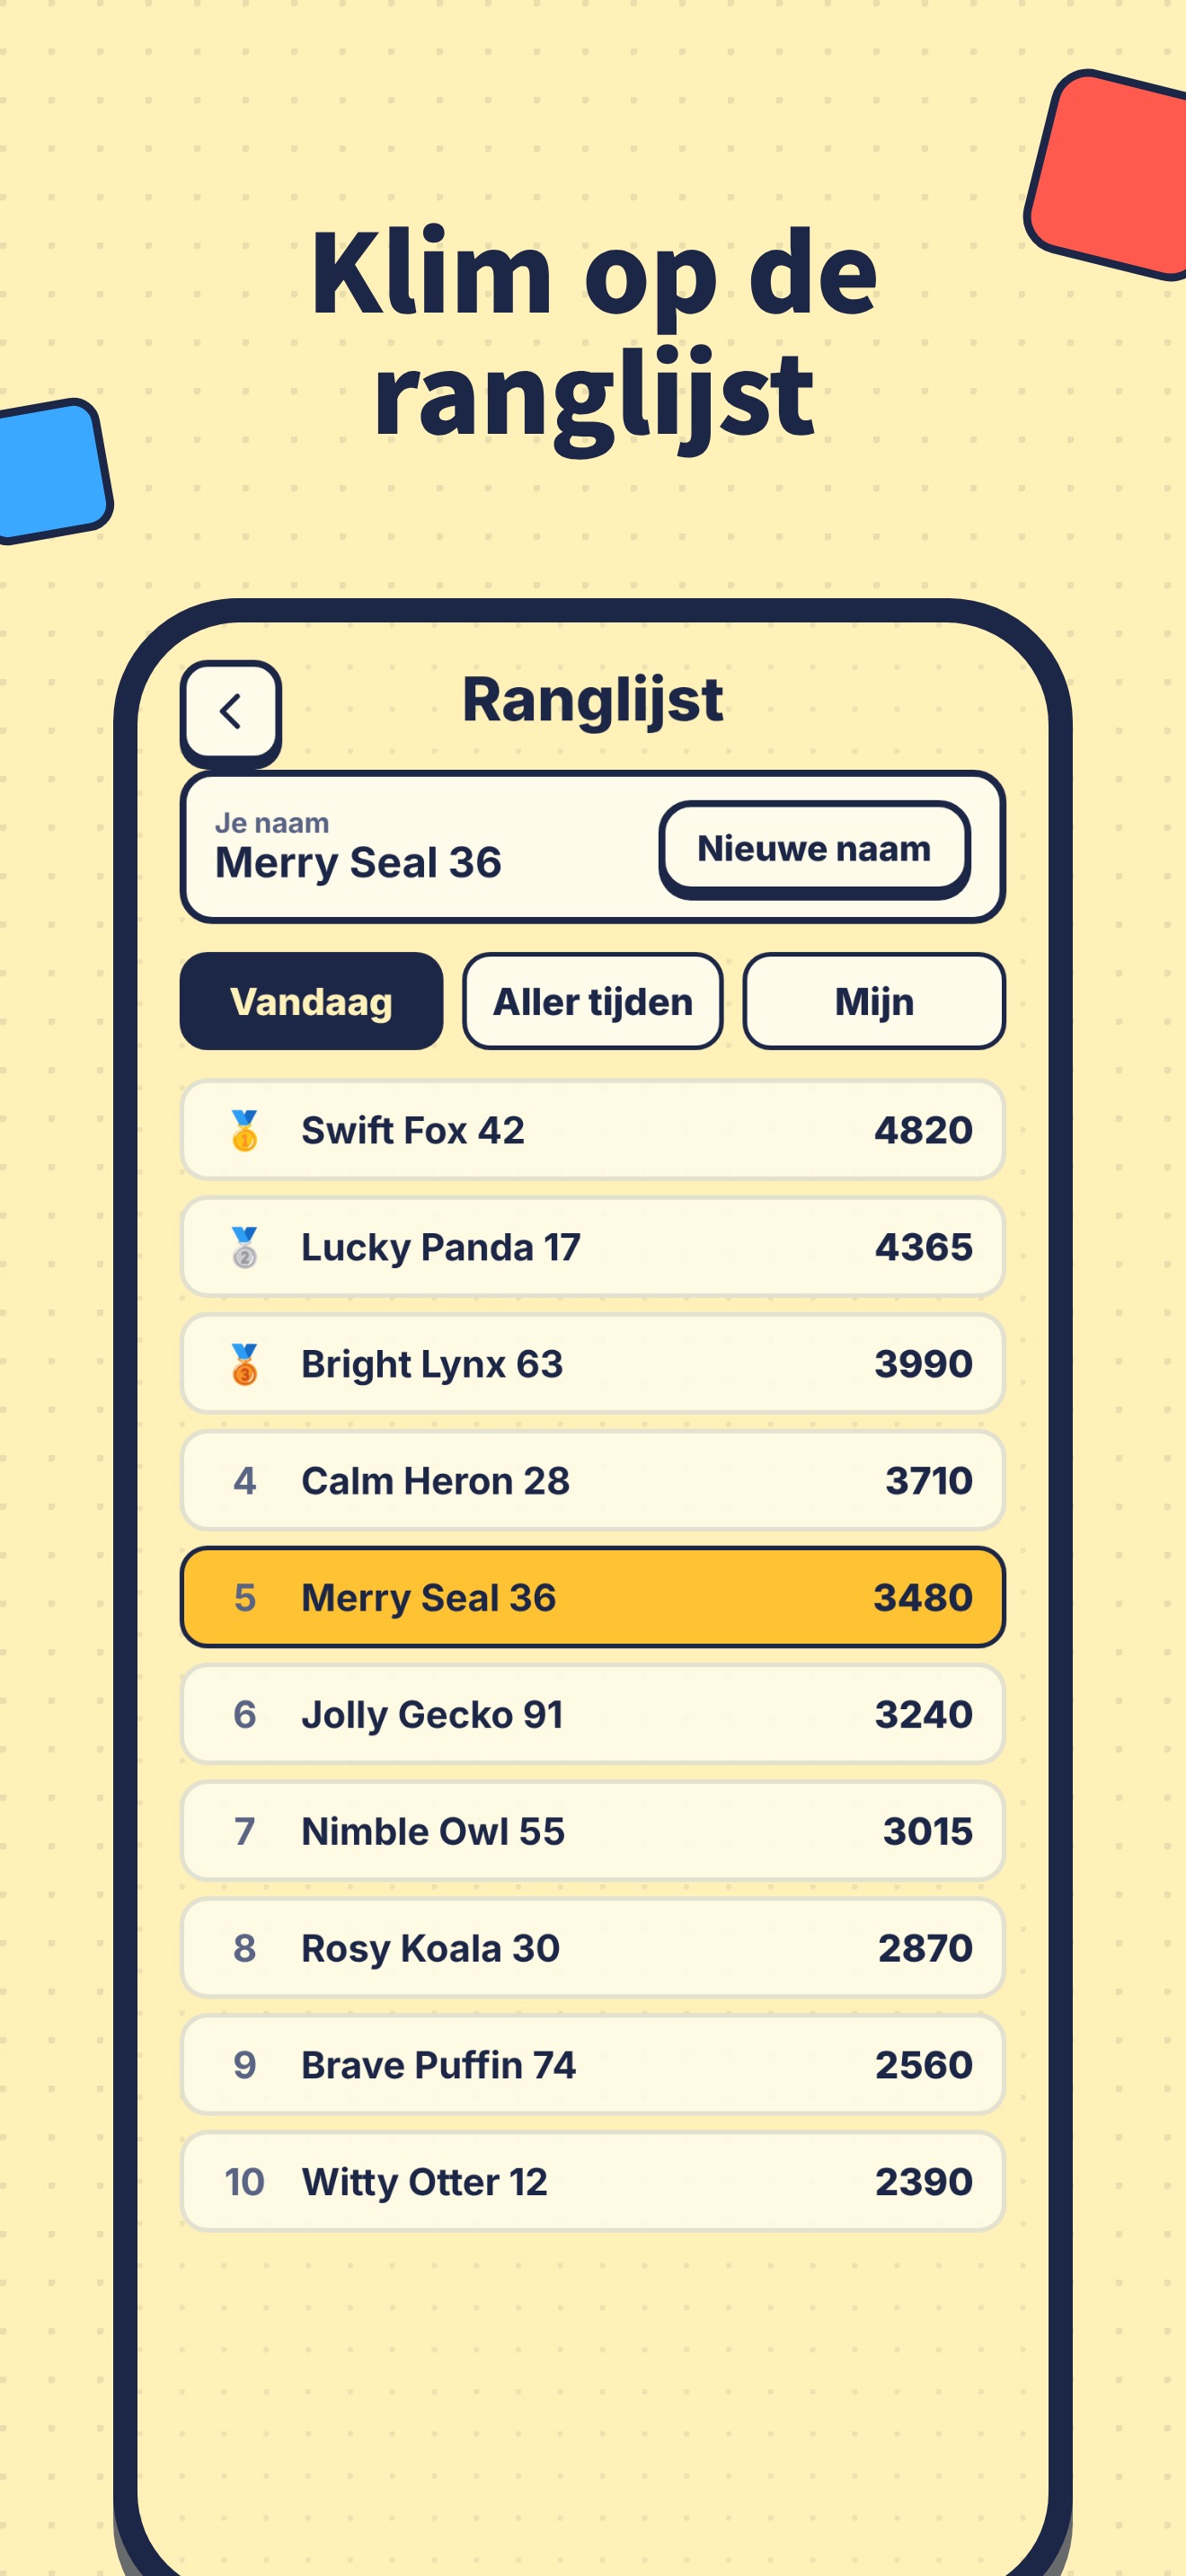 Klim op de
ranglijst
Ranglijst
Je naam
Merry Seal 36
Nieuwe naam
Vandaag
Aller tijden
Mijn
1 Swift Fox 42 4820
2 Lucky Panda 17 4365
3 Bright Lynx 63 3990
4 Calm Heron 28 3710
5 Merry Seal 36 3480
6 Jolly Gecko 91 3240
7 Nimble Owl 55 3015
8 Rosy Koala 30 2870
9 Brave Puffin 74 2560
10 Witty Otter 12 2390